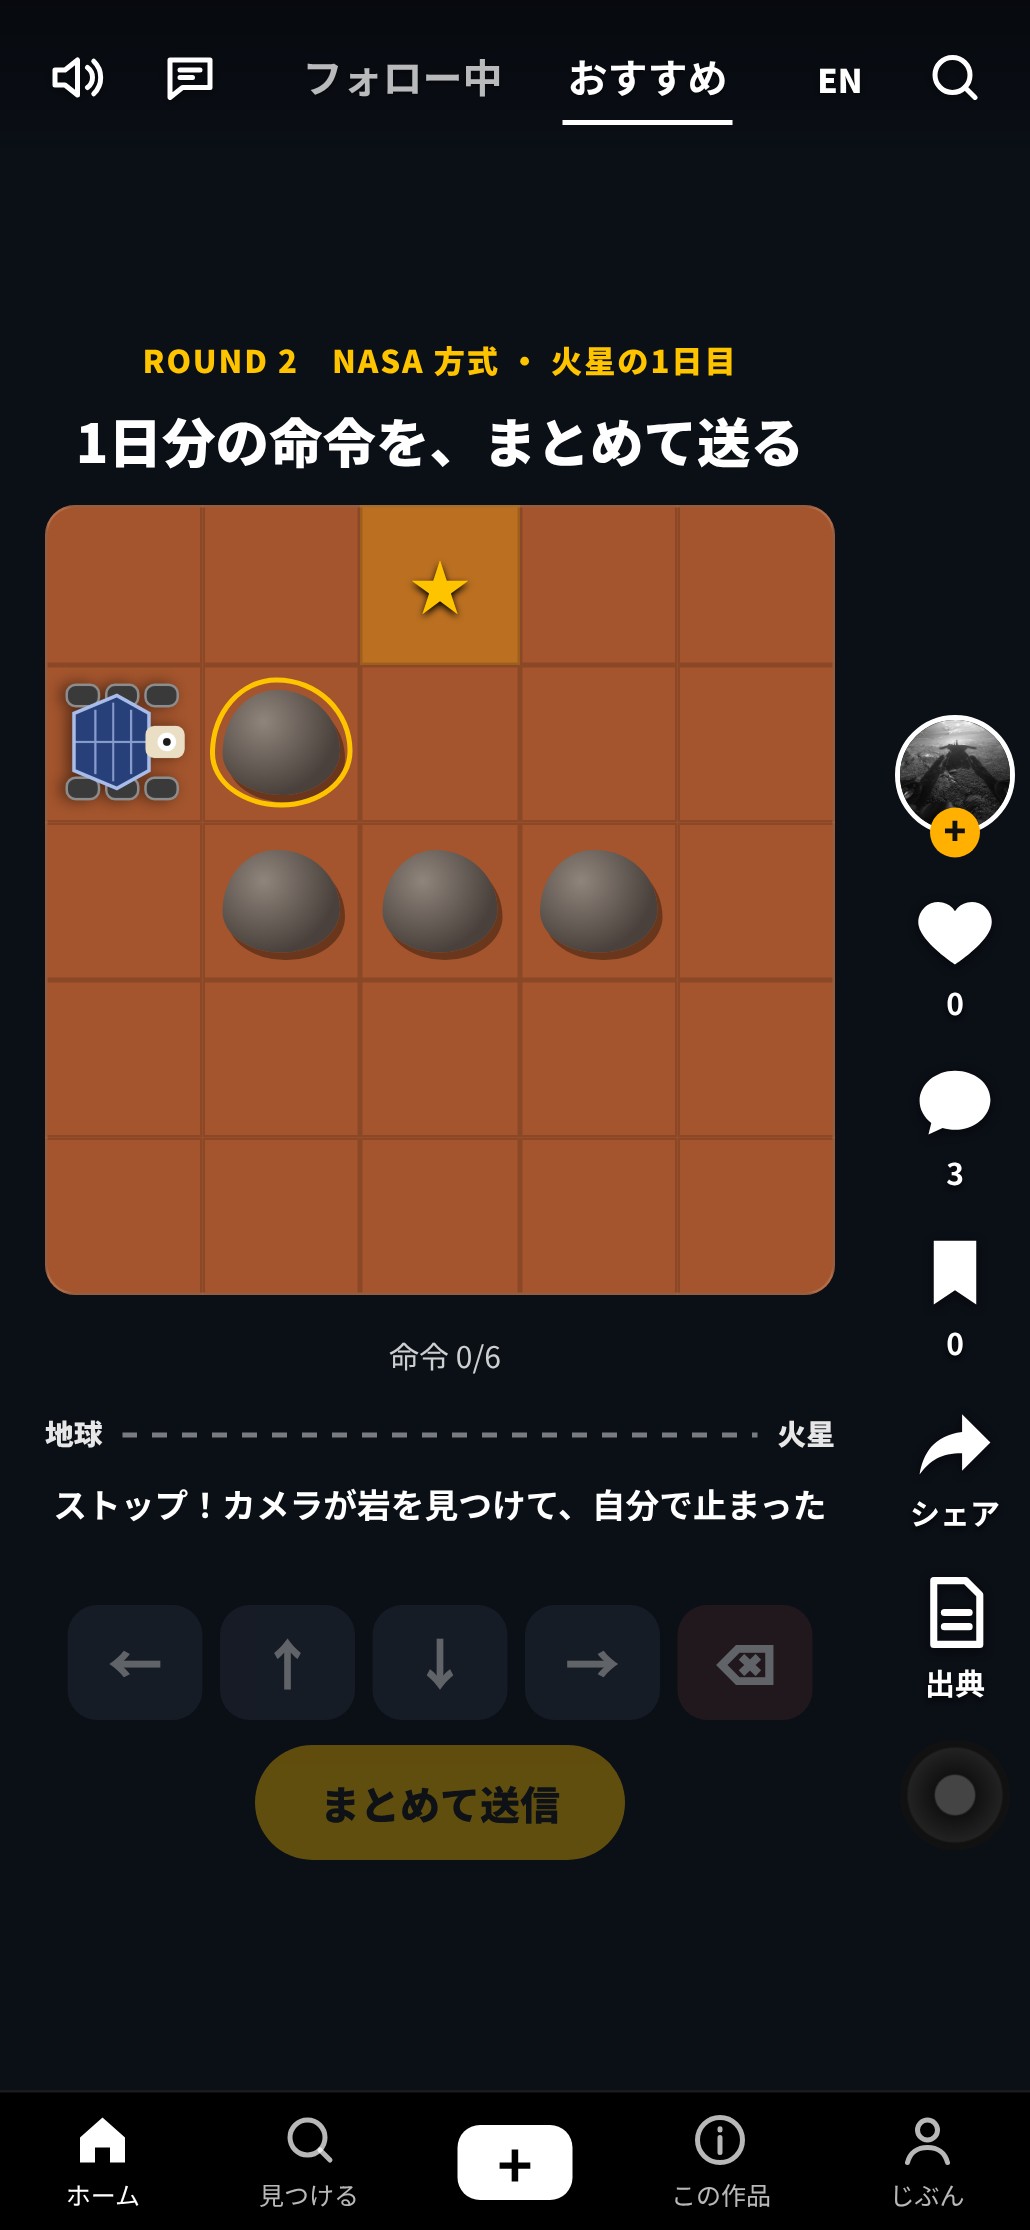 フォロー中
おすすめ
EN
ROUND 2 NASA 方式 ・ 火星の1日目
1日分の命令を、まとめて送る
命令 0/6
地球
火星
ストップ！カメラが岩を見つけて、自分で止まった
← ↑ ↓ →
まとめて送信
0
3
0
シェア
出典
ホーム
見つける
この作品
じぶん